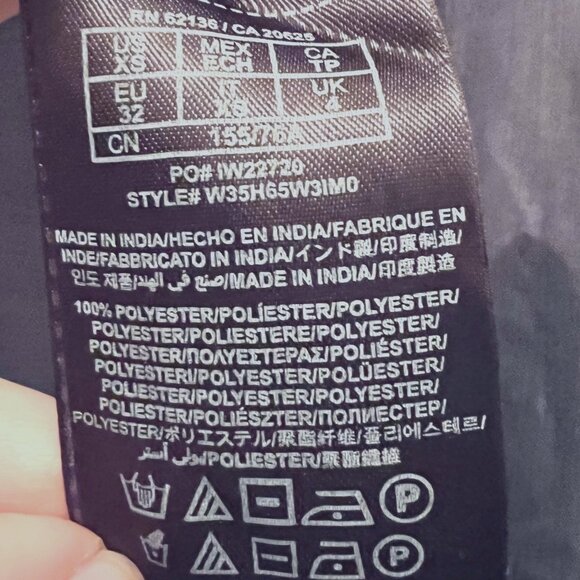 RN 62136 / CA 20626
US XS MEX ECH CA TP
EU 32 IT XS UK 4
CN 155/76A
PO# IW22720
STYLE# W35H65W3IM0
MADE IN INDIA/HECHO EN INDIA/FABRIQUE EN
INDE/FABBRICATO IN INDIA/インド製/印度制造/
인도 제품/صنع في الهند/MADE IN INDIA/印度製造
100% POLYESTER/POLIÉSTER/POLYESTER/
POLYESTER/POLIESTERE/POLYESTER/
POLYESTER/ΠΟΛΥΕΣΤΕΡΑΣ/POLIÉSTER/
POLYESTERI/POLYESTER/POLÜESTER/
POLIESTER/POLYESTER/POLYESTER/
POLIESTER/POLIÉSZTER/ПОЛИЕСТЕР/
POLYESTER/ポリエステル/聚酯纤维/폴리에스테르/
بولي أستر/POLIESTER/聚酯纖維
P
P